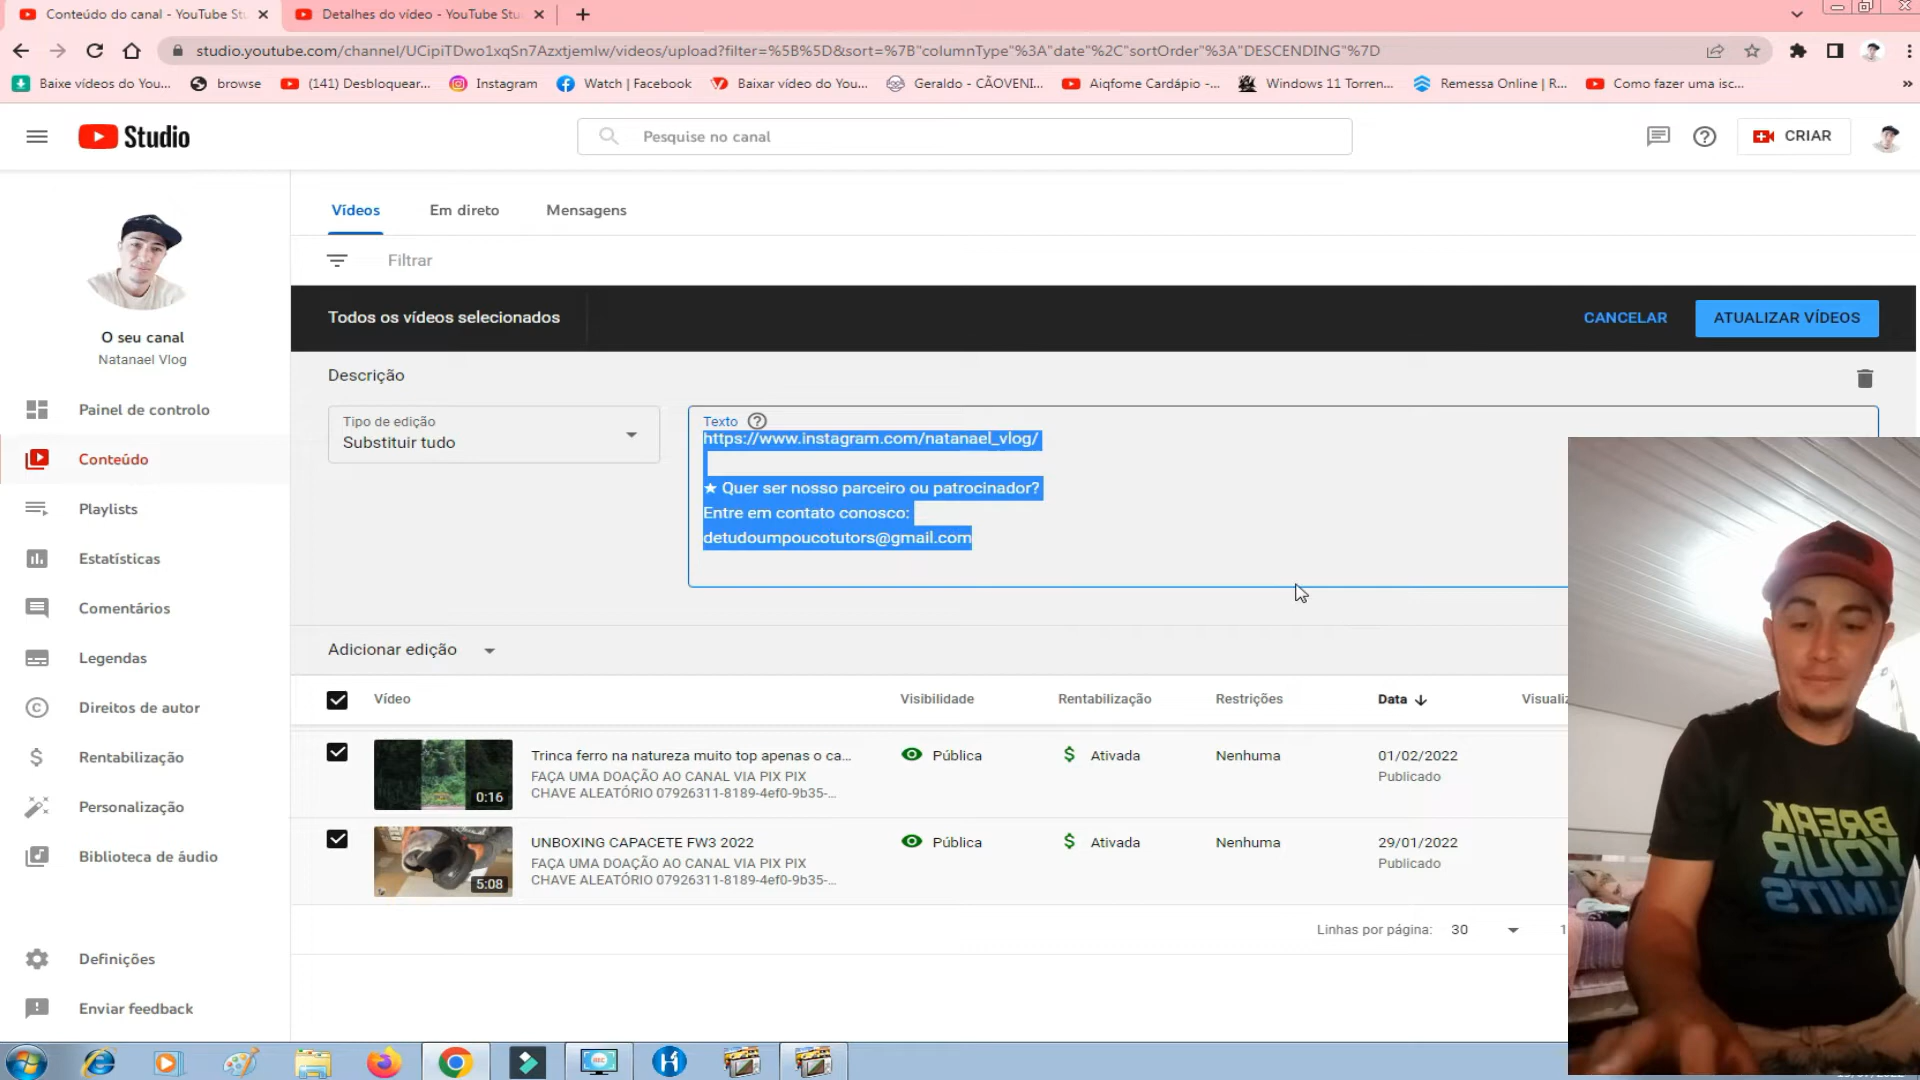 Conteúdo do canal - YouTube St
Detalhes do vídeo - YouTube Stu
studio.youtube.com/channel/UCipiTDwo1xqSn7Azxtjemlw/videos/upload?filter=%5B%5D&sort=%7B"columnType"%3A"date"%2C"sortOrder"%3A"DESCENDING"%7D
Baixe vídeos do You...
browse
(141) Desbloquear...
Instagram
Watch | Facebook
Baixar vídeo do You...
Geraldo - CÃOVENI...
Aiqfome Cardápio -...
Windows 11 Torren...
Remessa Online | R...
Como fazer uma isc...
Studio
Pesquise no canal
CRIAR
Vídeos
Em direto
Mensagens
Filtrar
O seu canal
Natanael Vlog
Painel de controlo
Conteúdo
Playlists
Estatísticas
Comentários
Legendas
Direitos de autor
Rentabilização
Personalização
Biblioteca de áudio
Definições
Enviar feedback
Todos os vídeos selecionados
CANCELAR
ATUALIZAR VÍDEOS
Descrição
Tipo de edição
Substituir tudo
Texto
https://www.instagram.com/natanael_vlog/
★ Quer ser nosso parceiro ou patrocinador?
Entre em contato conosco:
detudoumpoucotutors@gmail.com
Adicionar edição
Vídeo
Visibilidade
Rentabilização
Restrições
Data
Visualiz
0:16
Trinca ferro na natureza muito top apenas o ca...
FAÇA UMA DOAÇÃO AO CANAL VIA PIX PIX
CHAVE ALEATÓRIO 07926311-8189-4ef0-9b35-...
Pública
Ativada
Nenhuma
01/02/2022
Publicado
5:08
UNBOXING CAPACETE FW3 2022
FAÇA UMA DOAÇÃO AO CANAL VIA PIX PIX
CHAVE ALEATÓRIO 07926311-8189-4ef0-9b35-...
Pública
Ativada
Nenhuma
29/01/2022
Publicado
Linhas por página:
30
1
BREAK
YOUR
LIMITS
REC